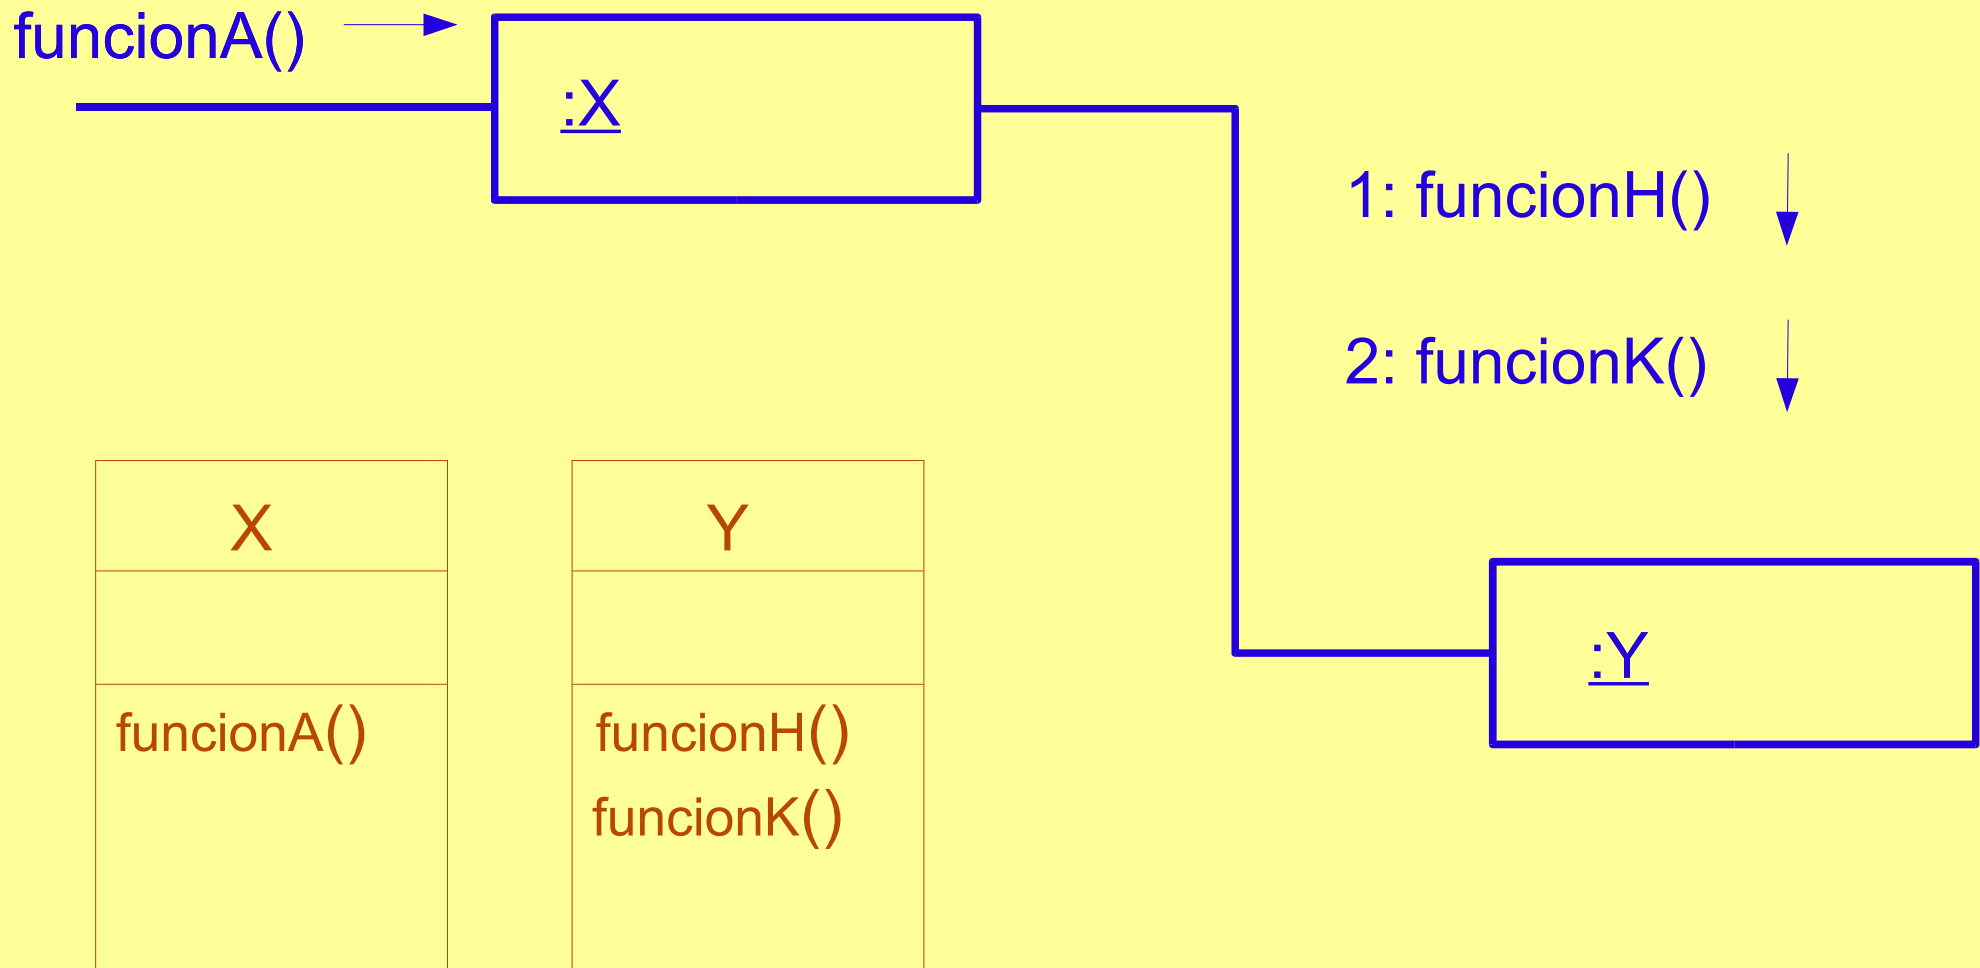 funcionA()
:X
1: funcionH()
2: funcionK()
:Y
X
funcionA()
Y
funcionH()
funcionK()